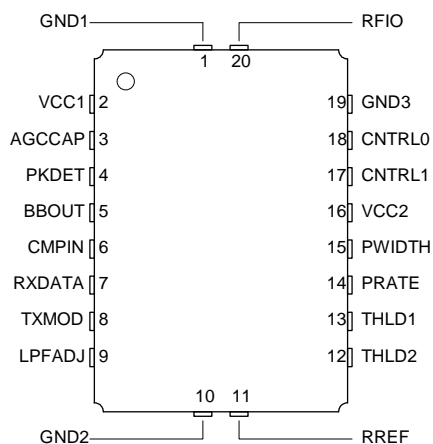 GND1 RFIO
1 20
VCC1 2 19 GND3
AGCCAP 3 18 CNTRL0
PKDET 4 17 CNTRL1
BBOUT 5 16 VCC2
CMPIN 6 15 PWIDTH
RXDATA 7 14 PRATE
TXMOD 8 13 THLD1
LPFADJ 9 12 THLD2
10 11
GND2 RREF